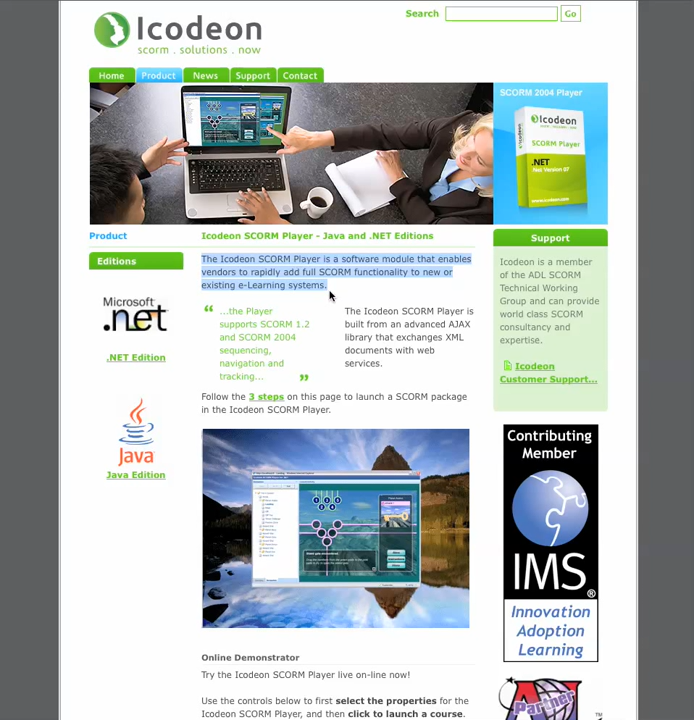 Search
Go
Icodeon
scorm . solutions . now
Home
Product
News
Support
Contact
SCORM 2004 Player
Icodeon
SCORM Player
.NET
.Net Version 07
www.icodeon.com
Product
Editions
Microsoft®
.net
.NET Edition
Java
Java Edition
Icodeon SCORM Player - Java and .NET Editions
The Icodeon SCORM Player is a software module that enables
vendors to rapidly add full SCORM functionality to new or
existing e-Learning systems.
“ ...the Player
supports SCORM 1.2
and SCORM 2004
sequencing,
navigation and
tracking... ”
The Icodeon SCORM Player is
built from an advanced AJAX
library that exchanges XML
documents with web
services.
Follow the 3 steps on this page to launch a SCORM package
in the Icodeon SCORM Player.
Online Demonstrator
Try the Icodeon SCORM Player live on-line now!
Use the controls below to first select the properties for the
Icodeon SCORM Player, and then click to launch a course.
Support
Icodeon is a member
of the ADL SCORM
Technical Working
Group and can provide
world class SCORM
consultancy and
expertise.
Icodeon
Customer Support...
Contributing
Member
IMS®
Innovation
Adoption
Learning
Partner
TM